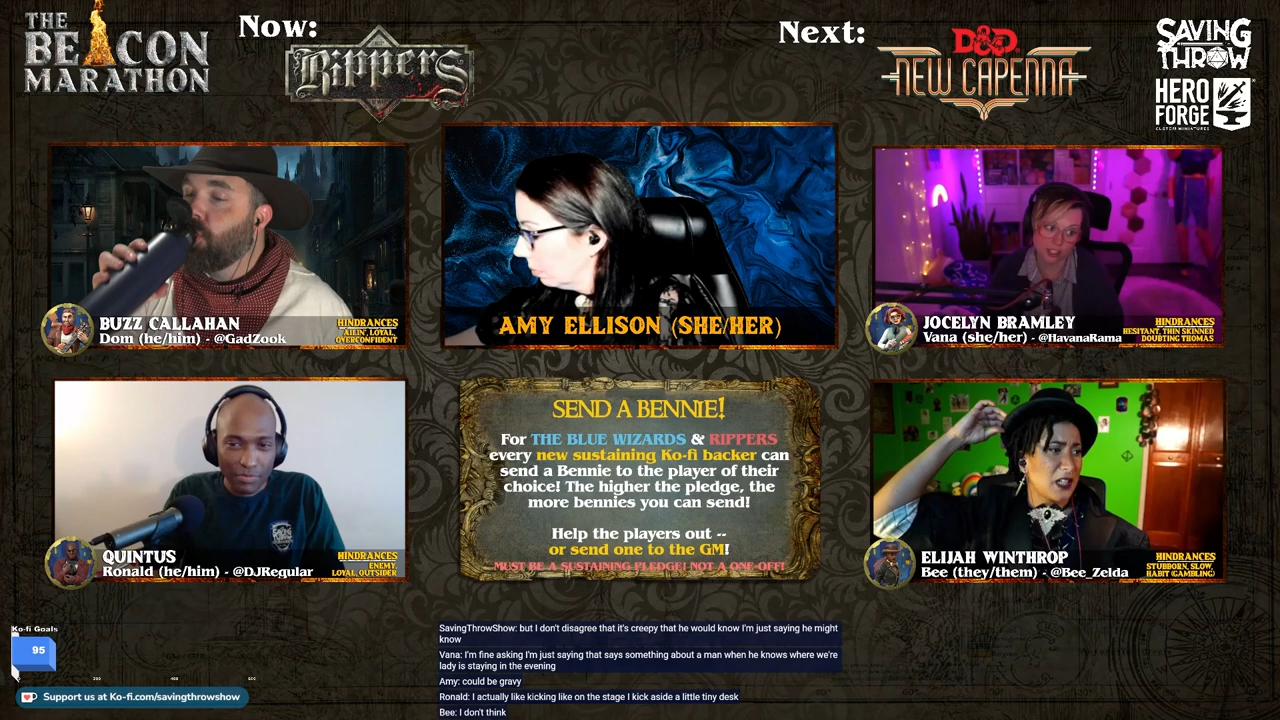 THE
BEACON
MARATHON
Now:
Rippers
Next:
D&D
NEW CAPENNA
SAVING
THROW
HERO
FORGE
CUSTOM MINIATURES
BUZZ CALLAHAN
Dom (he/him) - @GadZook
HINDRANCES
AILIN', LOYAL,
OVERCONFIDENT
AMY ELLISON (SHE/HER)
JOCELYN BRAMLEY
Vana (she/her) - @HavanaRama
HINDRANCES
HESITANT, THIN SKINNED
DOUBTING THOMAS
QUINTUS
Ronald (he/him) - @DJRegular
HINDRANCES
ENEMY,
LOYAL, OUTSIDER
SEND A BENNIE!
For THE BLUE WIZARDS & RIPPERS
every new sustaining Ko-fi backer can
send a Bennie to the player of their
choice! The higher the pledge, the
more bennies you can send!
Help the players out --
or send one to the GM!
MUST BE A SUSTAINING PLEDGE! NOT A ONE-OFF!
ELIJAH WINTHROP
Bee (they/them) - @Bee_Zelda
HINDRANCES
STUBBORN, SLOW,
HABIT (GAMBLING)
Ko-fi Goals
95
200 400 500
Support us at Ko-fi.com/savingthrowshow
SavingThrowShow: but I don't disagree that it's creepy that he would know I'm just saying he might
know
Vana: I'm fine asking I'm just saying that says something about a man when he knows where we're
lady is staying in the evening
Amy: could be gravy
Ronald: I actually like kicking like on the stage I kick aside a little tiny desk
Bee: I don't think